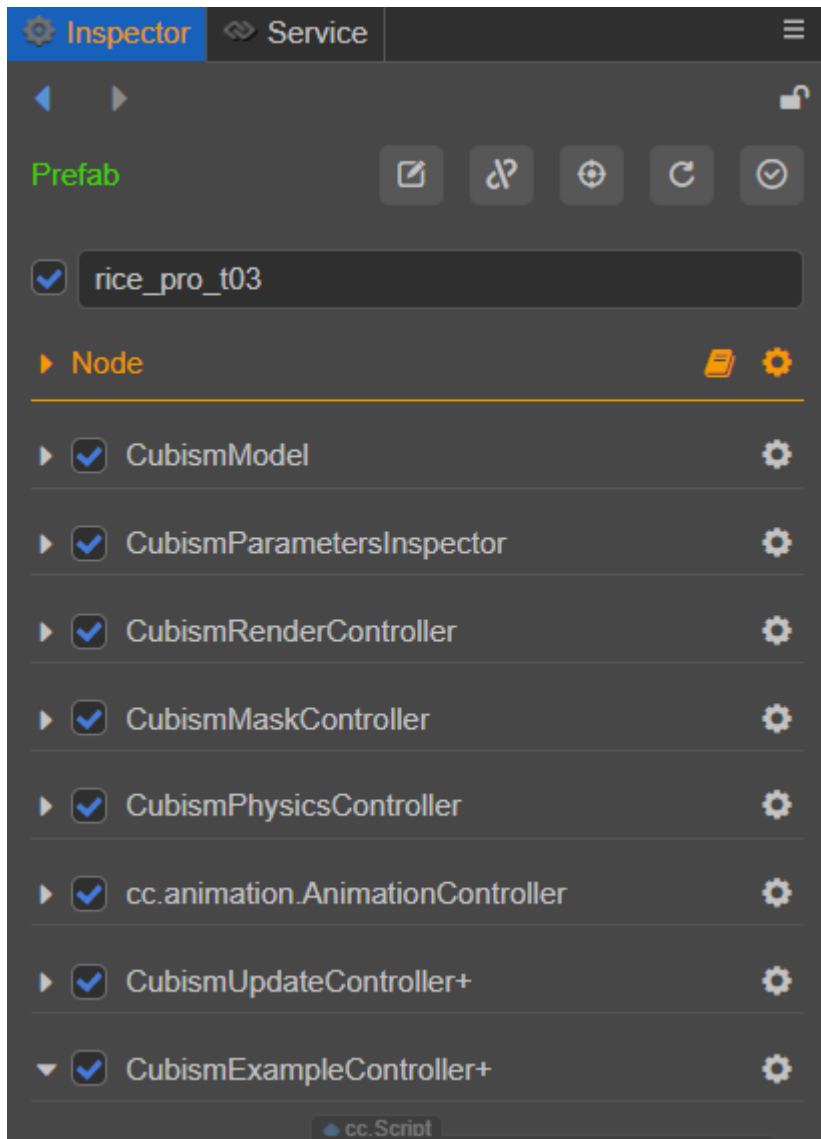 Inspector Service
Prefab
rice_pro_t03
Node
CubismModel
CubismParametersInspector
CubismRenderController
CubismMaskController
CubismPhysicsController
cc.animation.AnimationController
CubismUpdateController+
CubismExampleController+
cc.Script